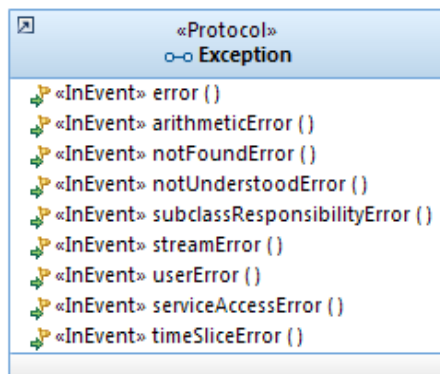 «Protocol»
Exception
«InEvent» error ( )
«InEvent» arithmeticError ( )
«InEvent» notFoundError ( )
«InEvent» notUnderstoodError ( )
«InEvent» subclassResponsibilityError ( )
«InEvent» streamError ( )
«InEvent» userError ( )
«InEvent» serviceAccessError ( )
«InEvent» timeSliceError ( )